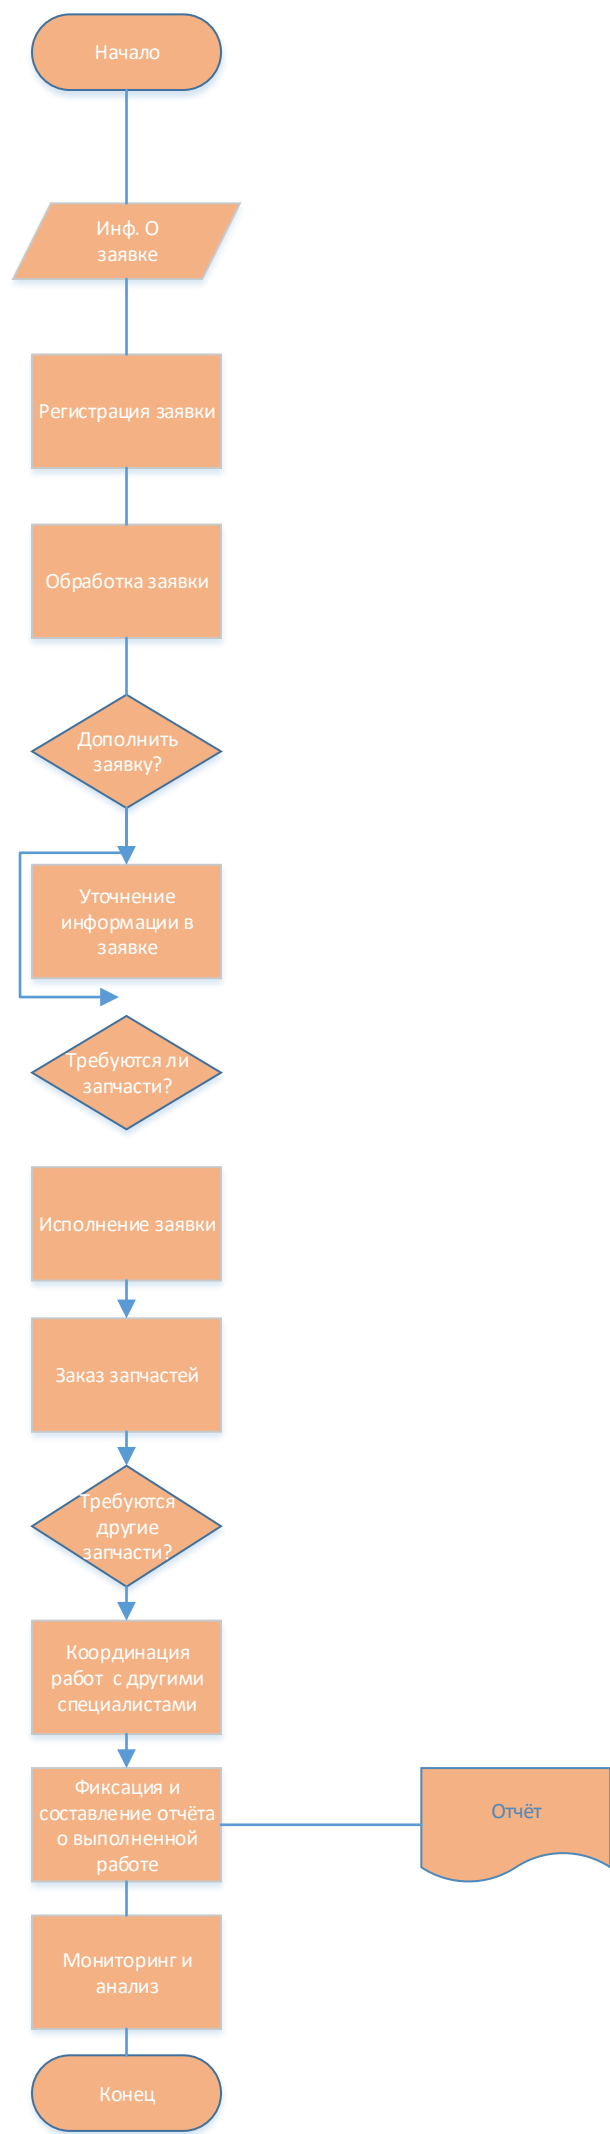 Начало
Инф. О
заявке
Регистрация заявки
Обработка заявки
Дополнить
заявку?
Уточнение
информации в
заявке
Требуются ли
запчасти?
Исполнение заявки
Заказ запчастей
Требуются
другие
запчасти?
Координация
работ с другими
специалистами
Фиксация и
составление отчёта
о выполненной
работе
Отчёт
Мониторинг и
анализ
Конец